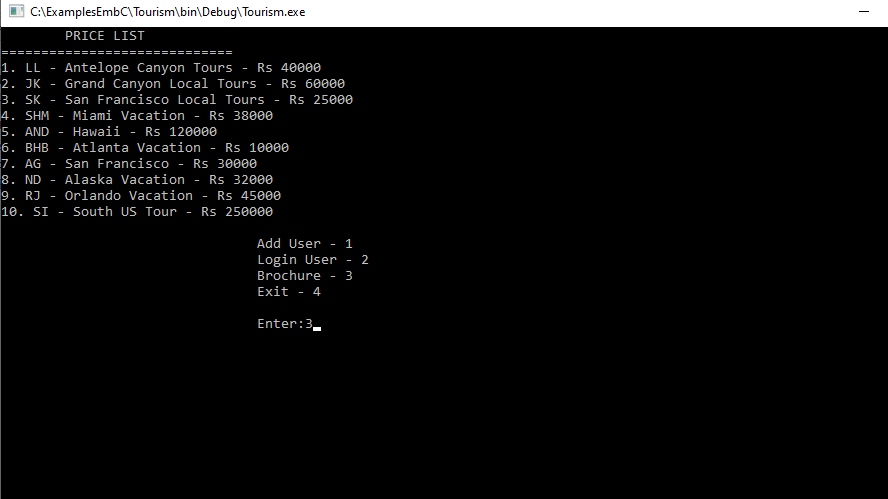 C:\ExamplesEmbC\Tourism\bin\Debug\Tourism.exe
PRICE LIST
=============================
1. LL - Antelope Canyon Tours - Rs 40000
2. JK - Grand Canyon Local Tours - Rs 60000
3. SK - San Francisco Local Tours - Rs 25000
4. SHM - Miami Vacation - Rs 38000
5. AND - Hawaii - Rs 120000
6. BHB - Atlanta Vacation - Rs 10000
7. AG - San Francisco - Rs 30000
8. ND - Alaska Vacation - Rs 32000
9. RJ - Orlando Vacation - Rs 45000
10. SI - South US Tour - Rs 250000
Add User - 1
Login User - 2
Brochure - 3
Exit - 4
Enter:3